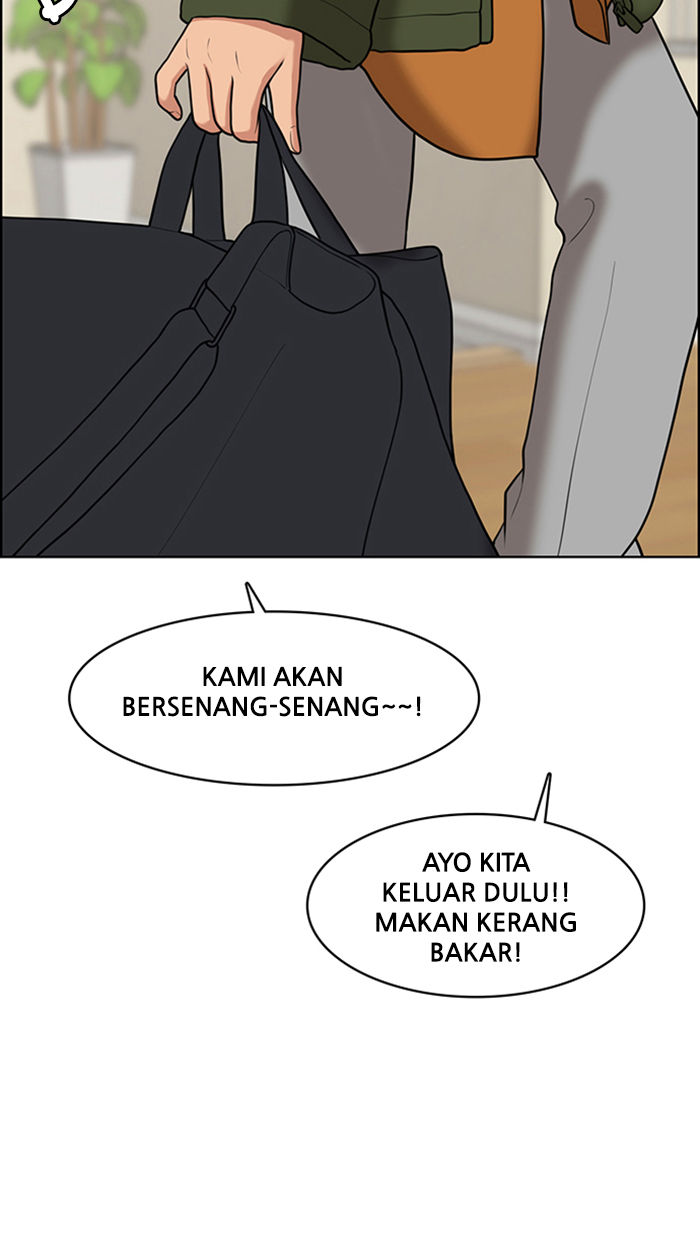 KAMI AKAN
BERSENANG-SENANG~~!
AYO KITA
KELUAR DULU!!
MAKAN KERANG
BAKAR!